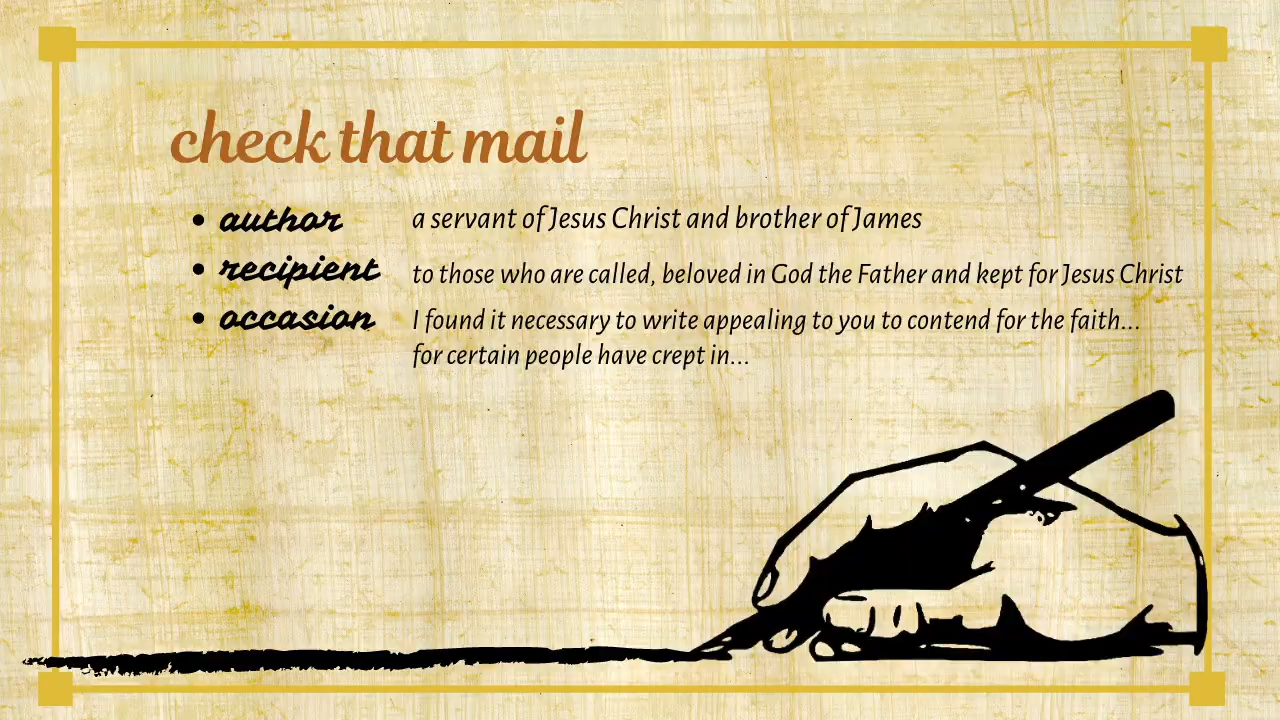 check that mail
• author a servant of Jesus Christ and brother of James
• recipient to those who are called, beloved in God the Father and kept for Jesus Christ
• occasion I found it necessary to write appealing to you to contend for the faith...
for certain people have crept in...